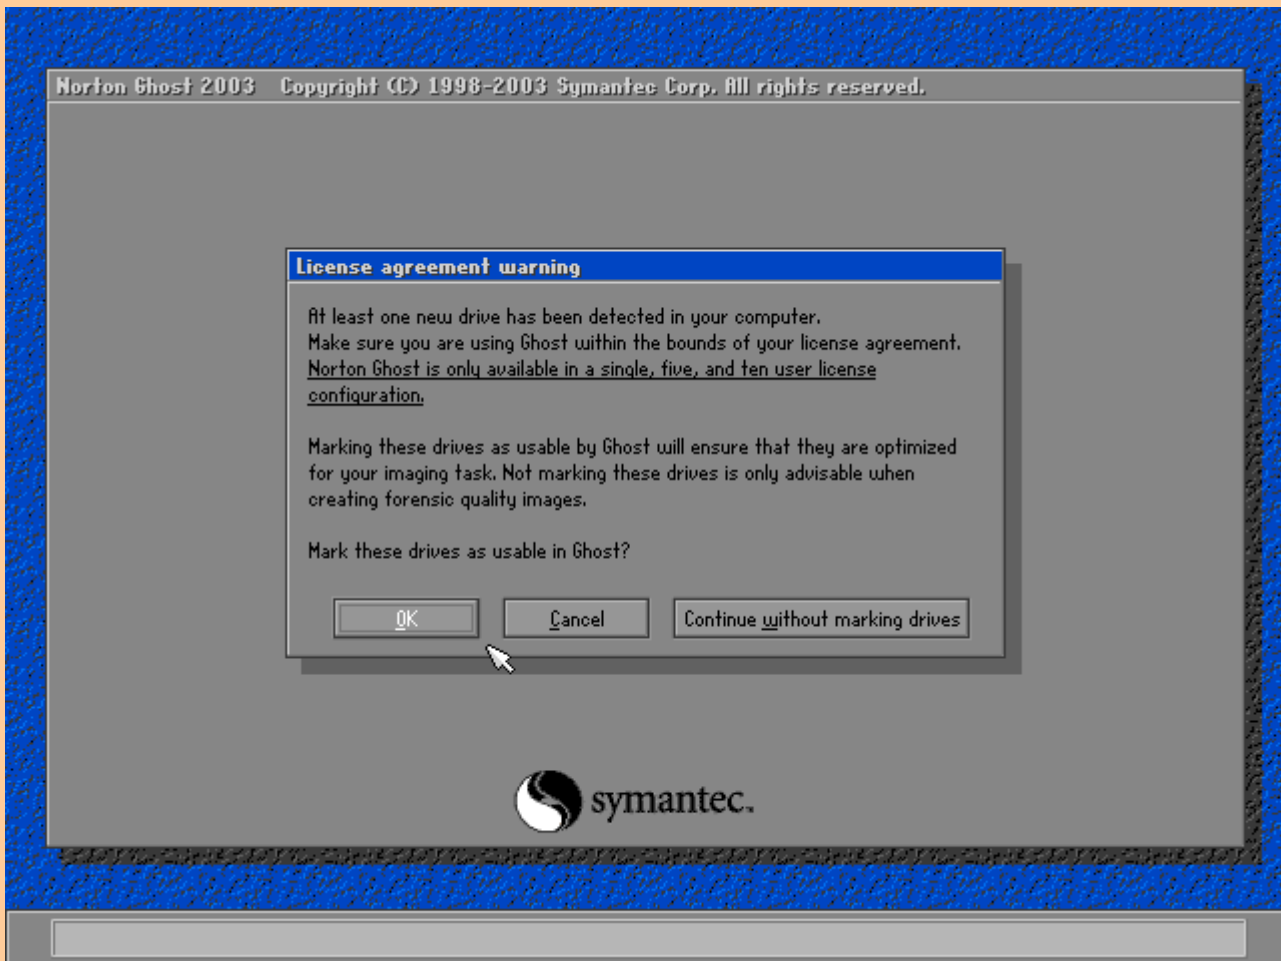 Norton Ghost 2003 Copyright (C) 1998-2003 Symantec Corp. All rights reserved.
License agreement warning
At least one new drive has been detected in your computer.
Make sure you are using Ghost within the bounds of your license agreement.
Norton Ghost is only available in a single, five, and ten user license
configuration.
Marking these drives as usable by Ghost will ensure that they are optimized
for your imaging task. Not marking these drives is only advisable when
creating forensic quality images.
Mark these drives as usable in Ghost?
OK Cancel Continue without marking drives
symantec.